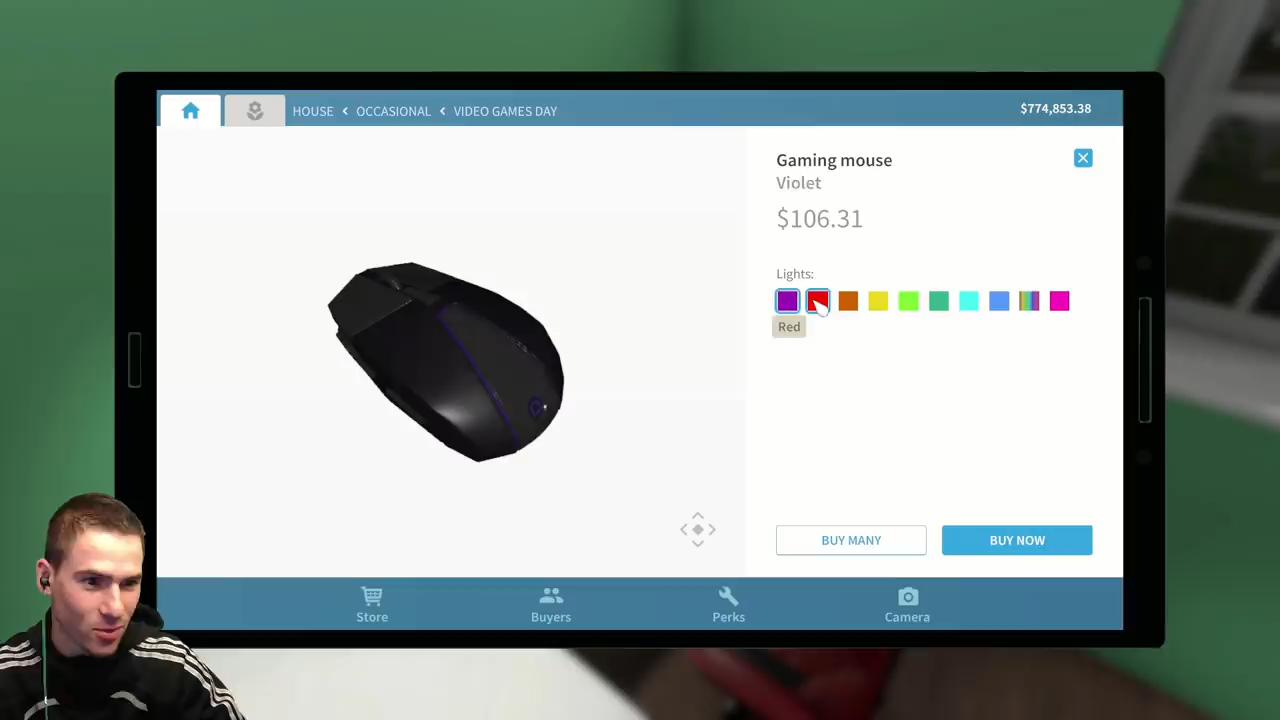 HOUSE < OCCASIONAL < VIDEO GAMES DAY
$774,853.38
Gaming mouse
Violet
$106.31
Lights:
Red
BUY MANY
BUY NOW
Store
Buyers
Perks
Camera